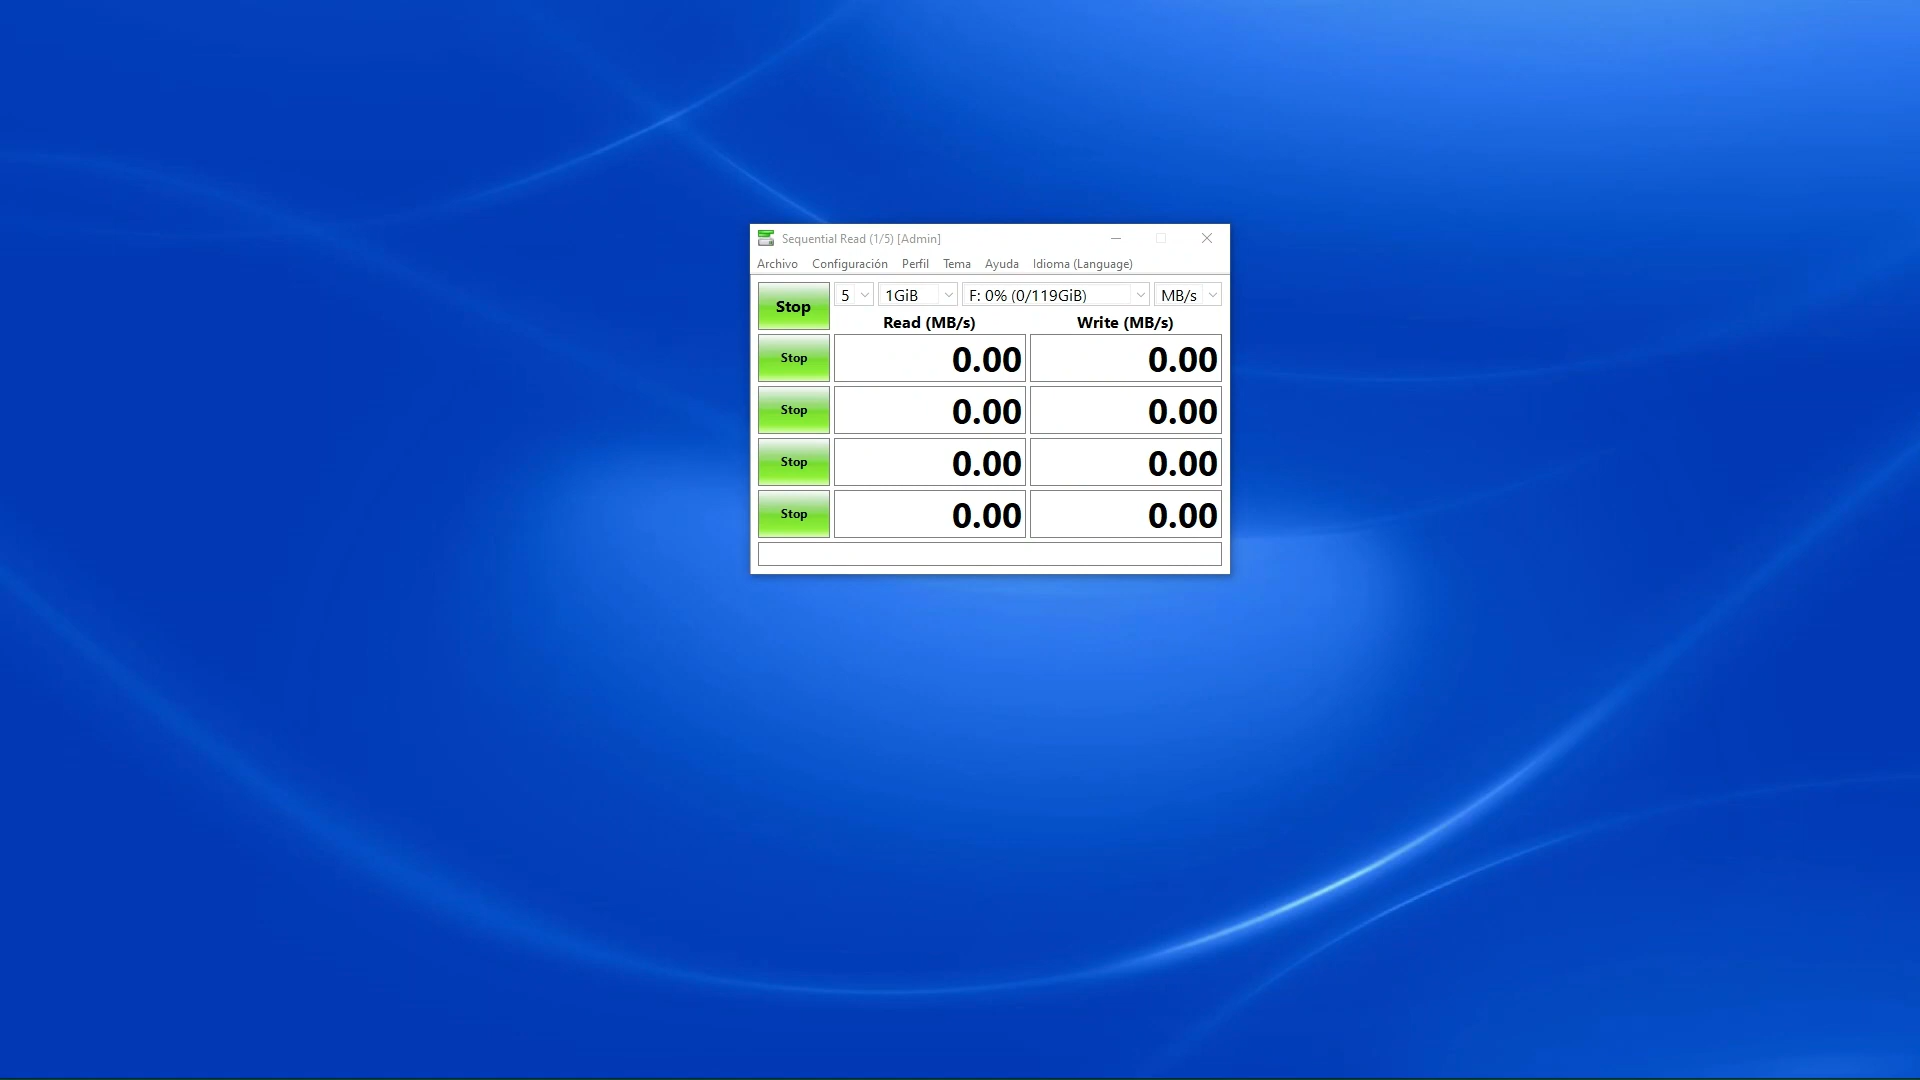 Sequential Read (1/5) [Admin]
Archivo Configuración Perfil Tema Ayuda Idioma (Language)
Stop 5 1GiB F: 0% (0/119GiB) MB/s
Read (MB/s) Write (MB/s)
Stop 0.00 0.00
Stop 0.00 0.00
Stop 0.00 0.00
Stop 0.00 0.00